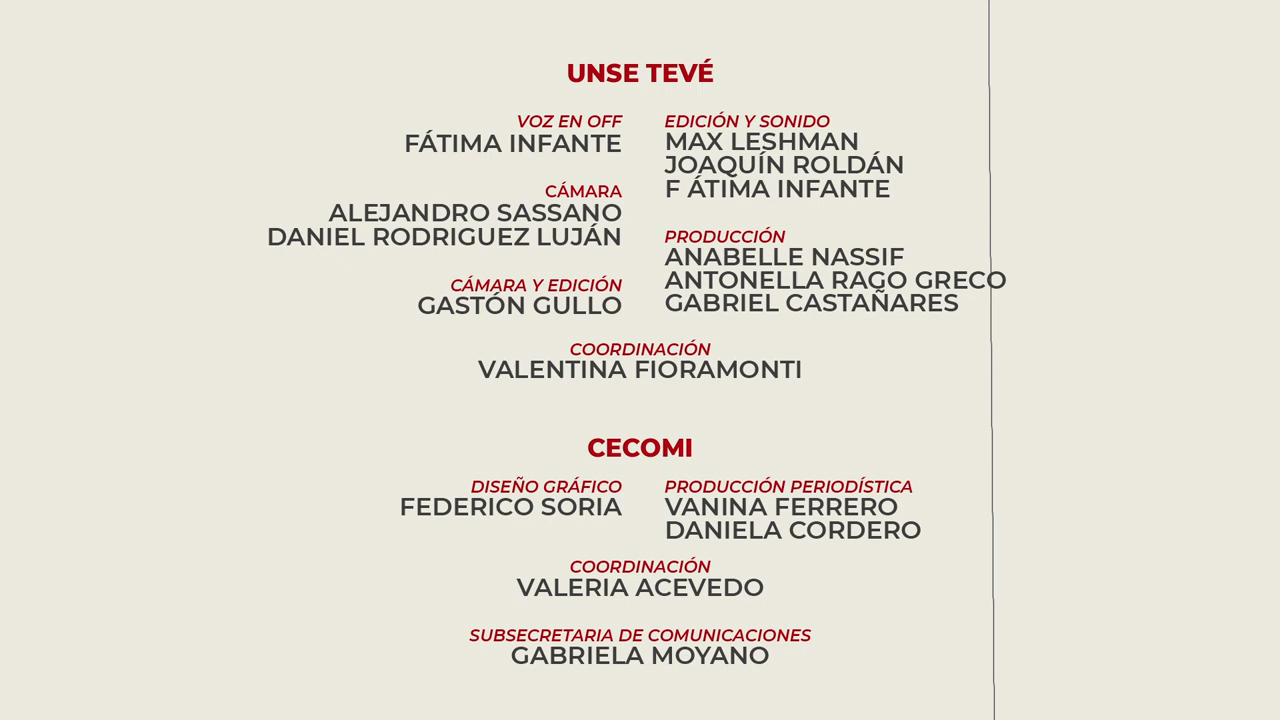 UNSE TEVÉ
VOZ EN OFF
FÁTIMA INFANTE
CÁMARA
ALEJANDRO SASSANO
DANIEL RODRIGUEZ LUJÁN
CÁMARA Y EDICIÓN
GASTÓN GULLO
EDICIÓN Y SONIDO
MAX LESHMAN
JOAQUÍN ROLDÁN
F ÁTIMA INFANTE
PRODUCCIÓN
ANABELLE NASSIF
ANTONELLA RAGO GRECO
GABRIEL CASTAÑARES
COORDINACIÓN
VALENTINA FIORAMONTI
CECOMI
DISEÑO GRÁFICO
FEDERICO SORIA
PRODUCCIÓN PERIODÍSTICA
VANINA FERRERO
DANIELA CORDERO
COORDINACIÓN
VALERIA ACEVEDO
SUBSECRETARIA DE COMUNICACIONES
GABRIELA MOYANO